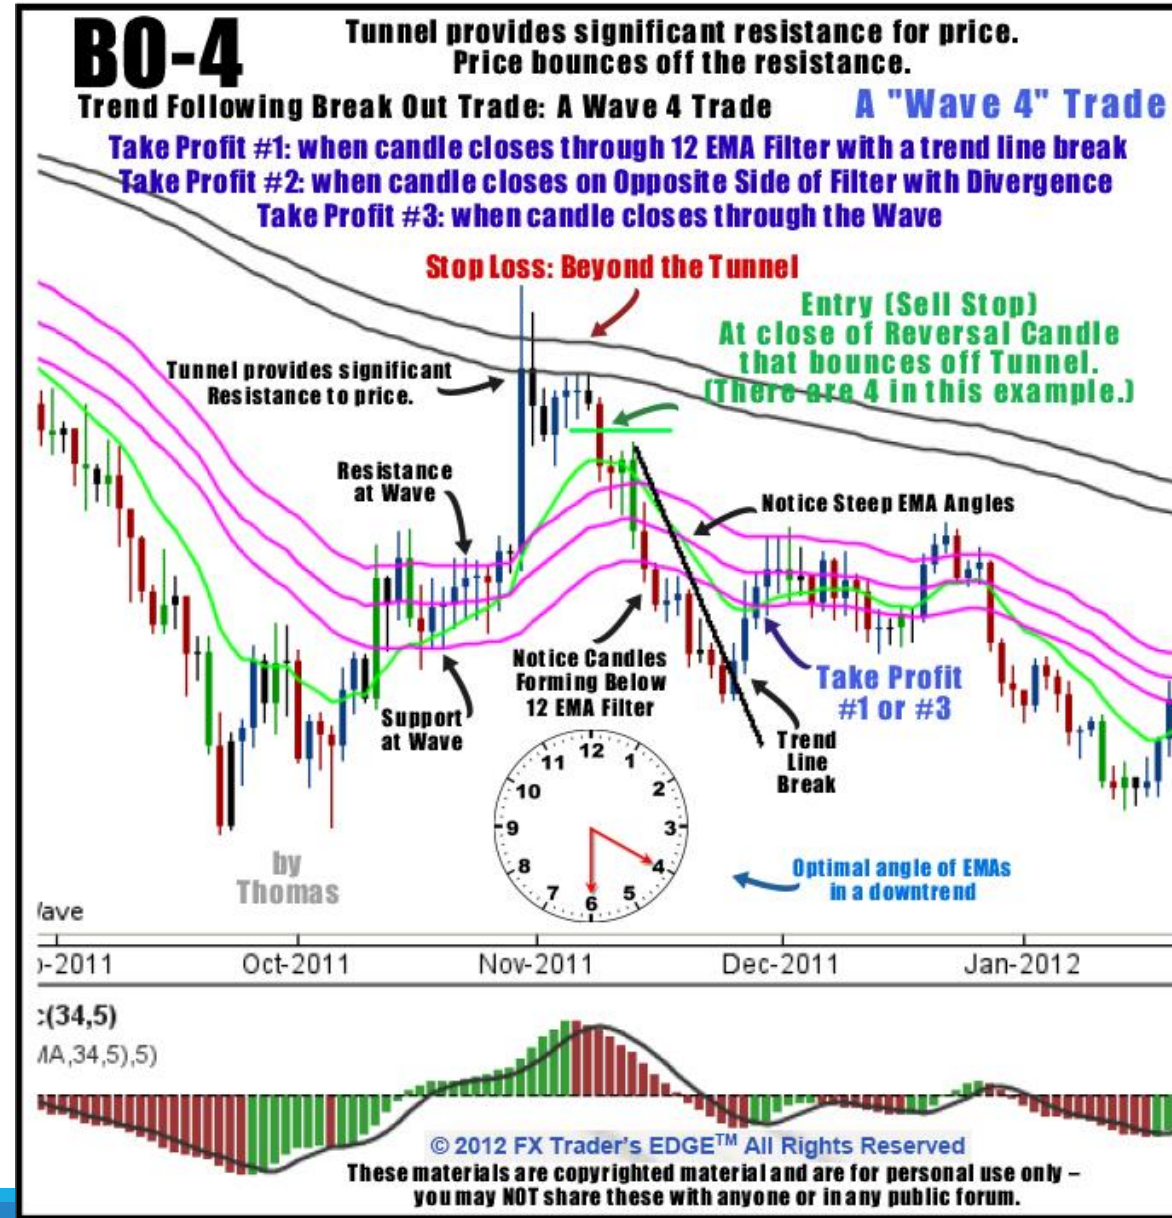 BO-4
Tunnel provides significant resistance for price.
Price bounces off the resistance.
Trend Following Break Out Trade: A Wave 4 Trade
A "Wave 4" Trade
Take Profit #1: when candle closes through 12 EMA Filter with a trend line break
Take Profit #2: when candle closes on Opposite Side of Filter with Divergence
Take Profit #3: when candle closes through the Wave
Stop Loss: Beyond the Tunnel
Entry (Sell Stop)
At close of Reversal Candle
that bounces off Tunnel.
(There are 4 in this example.)
Tunnel provides significant
Resistance to price.
Resistance
at Wave
Notice Steep EMA Angles
Notice Candles
Forming Below
12 EMA Filter
Support
at Wave
Take Profit
#1 or #3
Trend
Line
Break
12
11
1
10
2
9
3
8
4
7
5
6
by
Thomas
Optimal angle of EMAs
in a downtrend
-2011
Oct-2011
Nov-2011
Dec-2011
Jan-2012
(34,5)
,34,5),5)
© 2012 FX Trader's EDGE™ All Rights Reserved
These materials are copyrighted material and are for personal use only –
you may NOT share these with anyone or in any public forum.